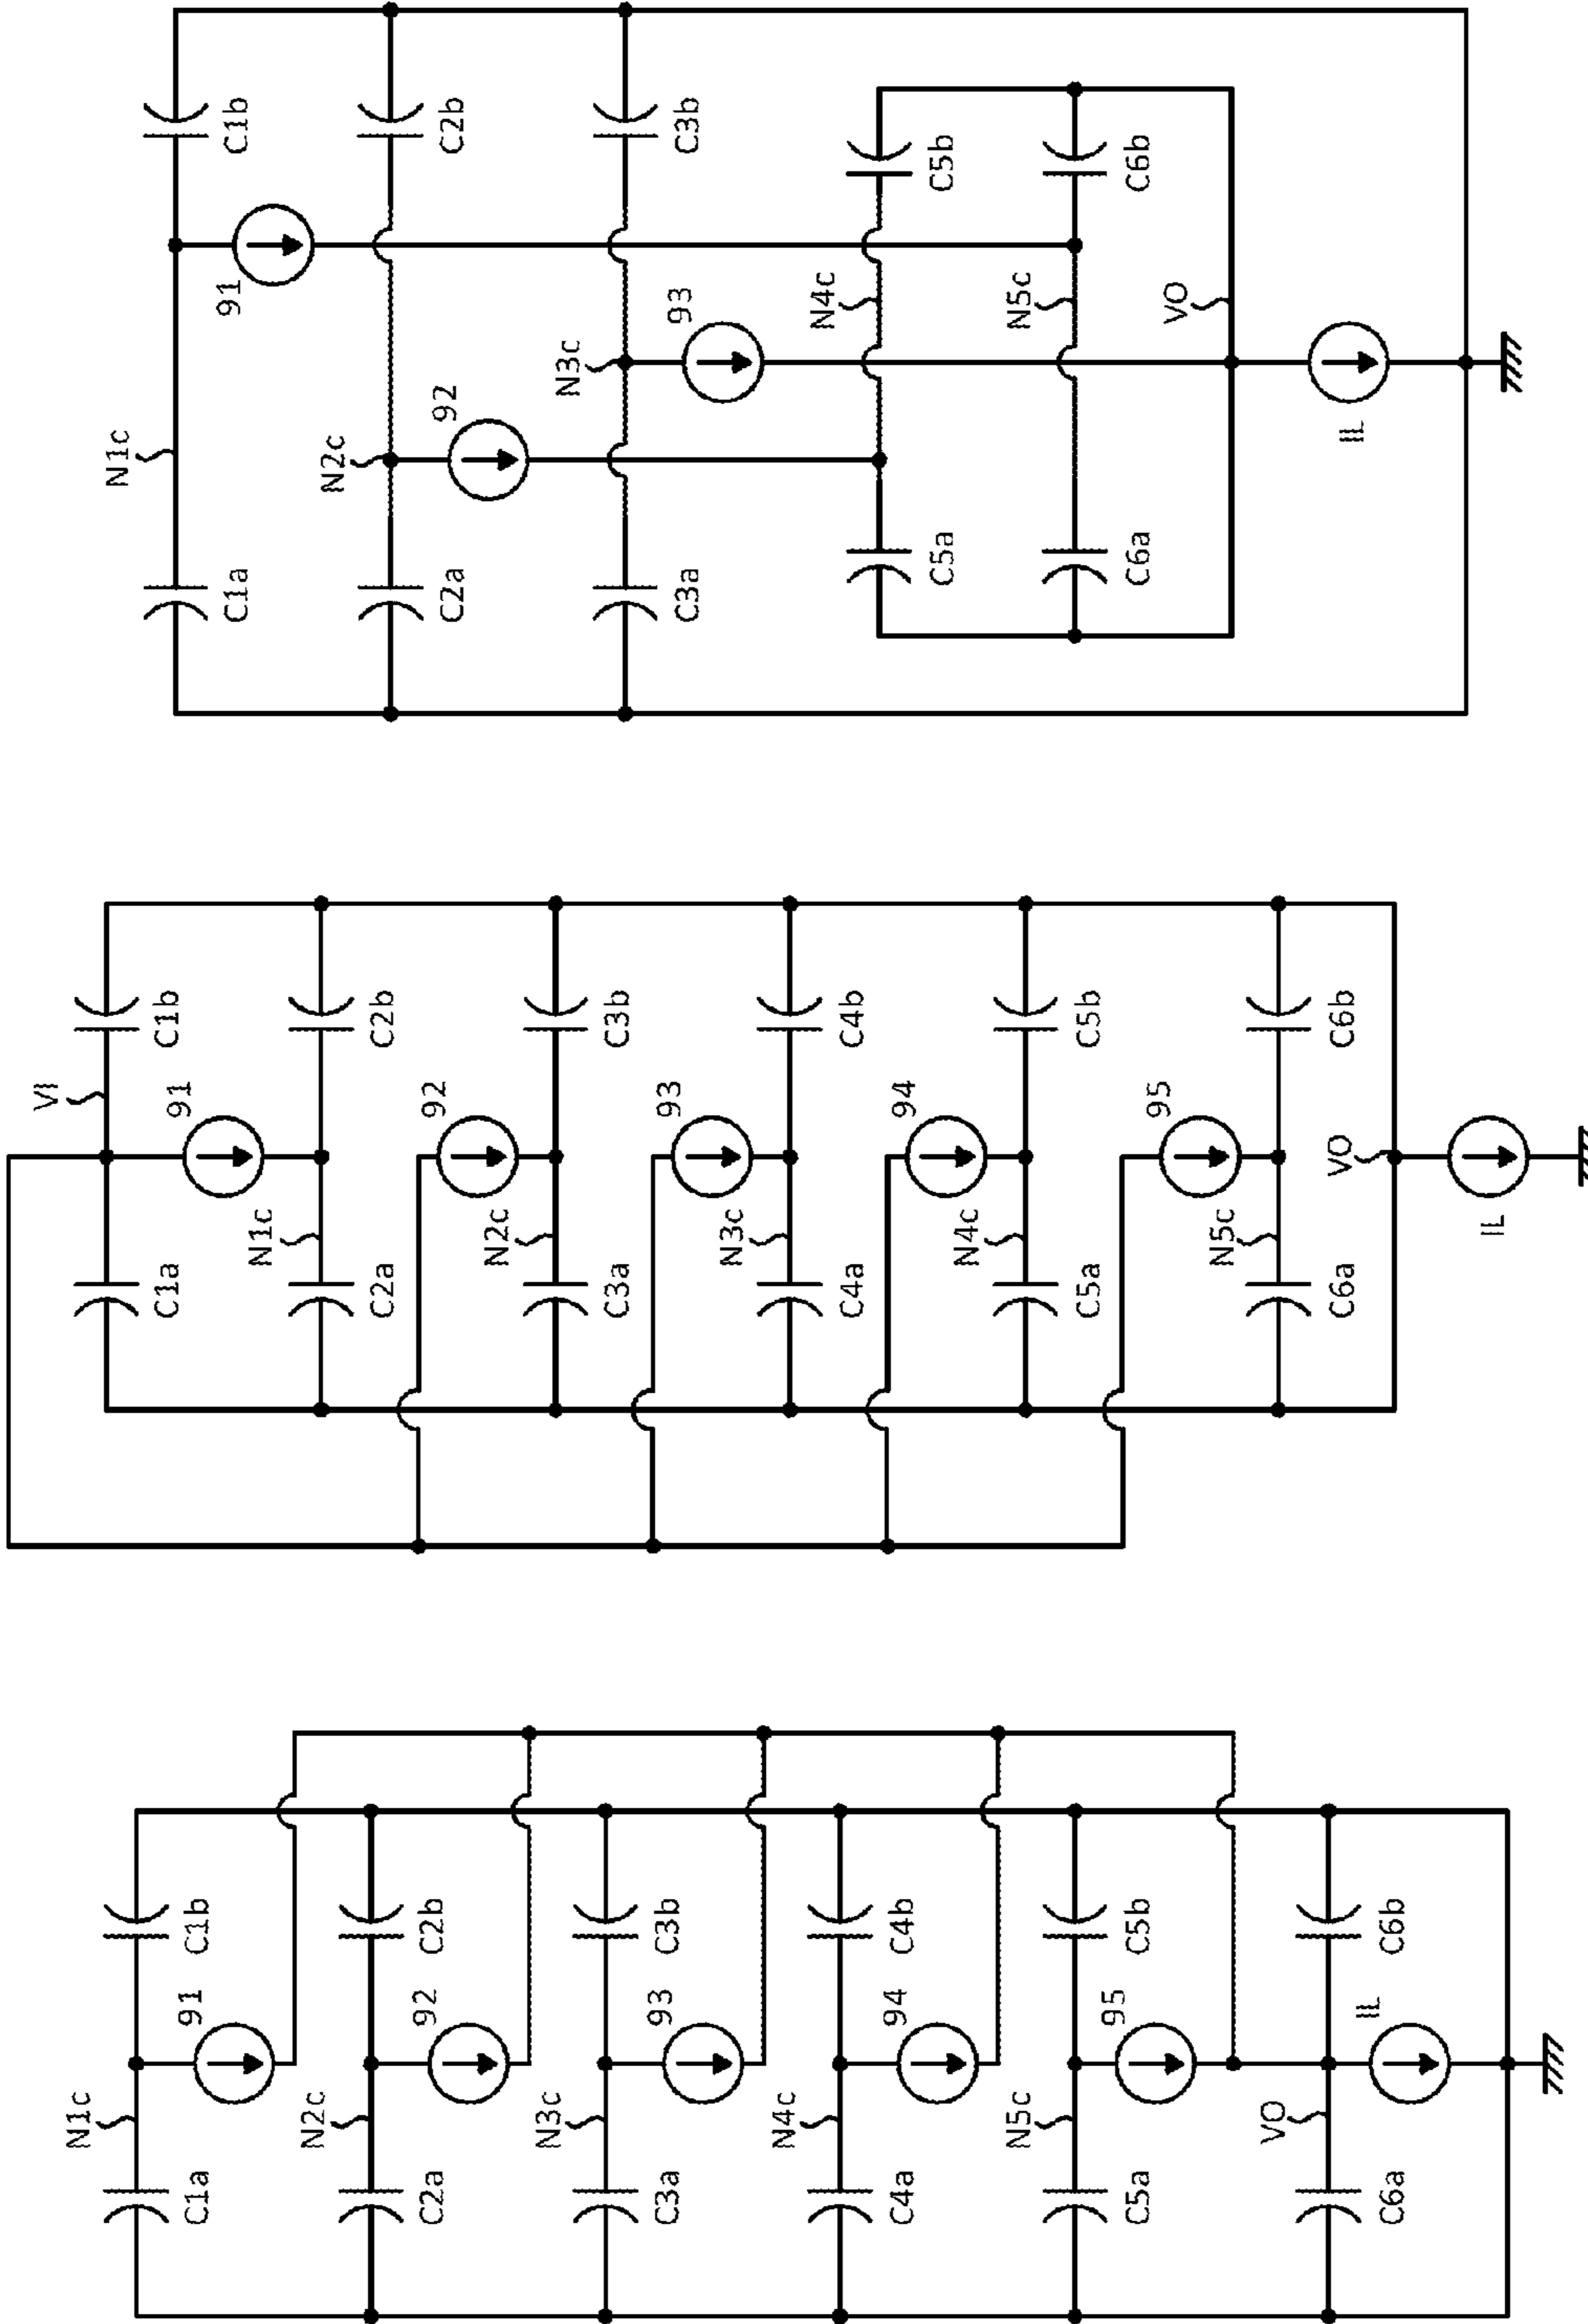 N1c
C1a
C1b
91
N2c
92
C2a
C2b
N3c
93
C3a
C3b
N4c
C5a
C5b
N5c
C6a
C6b
VO
IL
VI
C1a
C1b
91
N1c
C2a
C2b
92
N2c
C3a
C3b
93
N3c
C4a
C4b
94
N4c
C5a
C5b
95
N5c
C6a
C6b
VO
IL
N1c
C1a
C1b
91
N2c
C2a
C2b
92
N3c
C3a
C3b
93
N4c
C4a
C4b
94
N5c
C5a
C5b
95
VO
C6a
C6b
IL